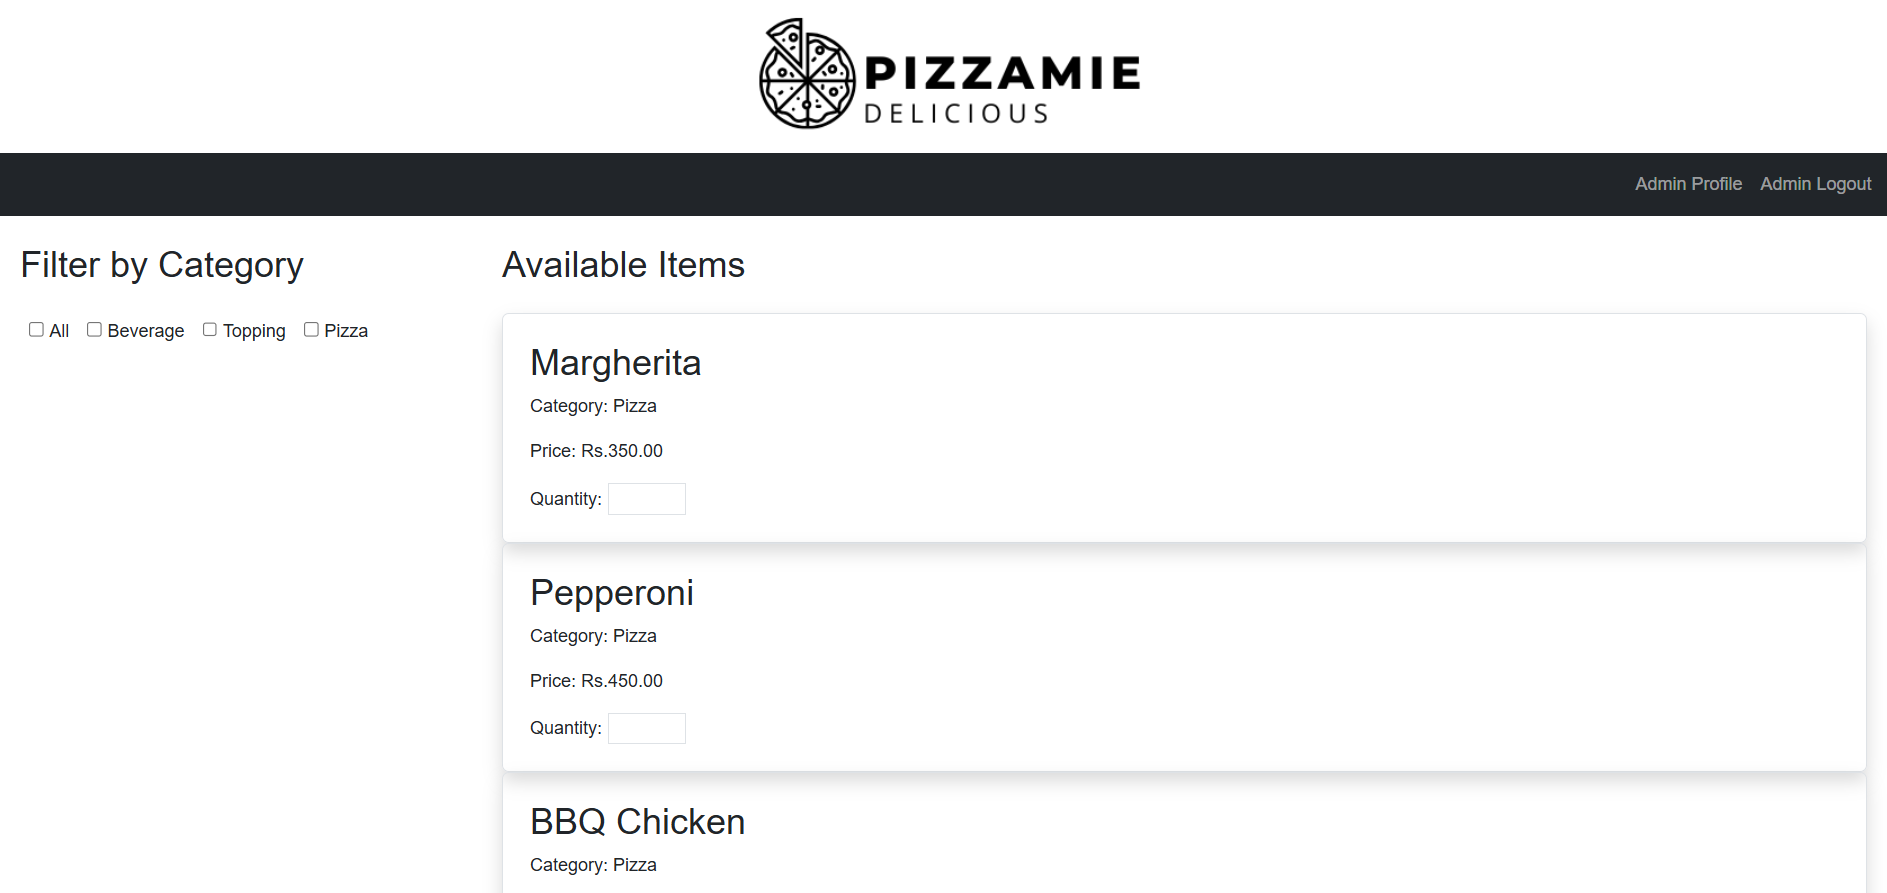 PIZZAMIE
DELICIOUS
Admin Profile Admin Logout
Filter by Category
All Beverage Topping Pizza
Available Items
Margherita
Category: Pizza
Price: Rs.350.00
Quantity:
Pepperoni
Category: Pizza
Price: Rs.450.00
Quantity:
BBQ Chicken
Category: Pizza